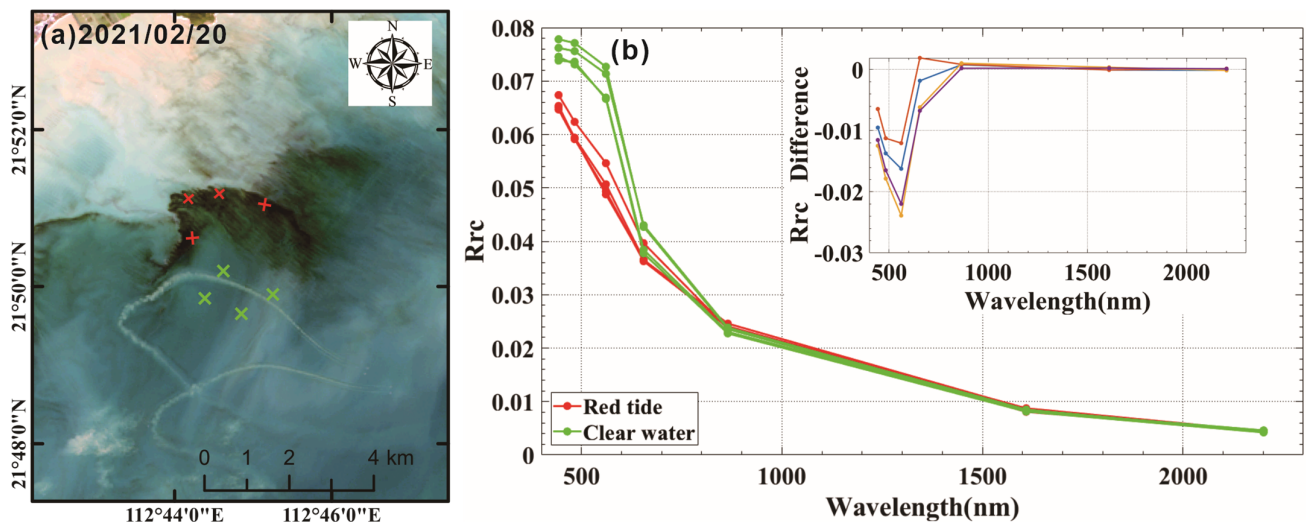 (a)2021/02/20
N
W E
S
21°52'0"N
21°50'0"N
21°48'0"N
0 1 2 4 km
112°44'0"E 112°46'0"E
(b)
Rrc
0.08
0.07
0.06
0.05
0.04
0.03
0.02
0.01
0
500 1000 1500 2000
Wavelength(nm)
Red tide
Clear water
Rrc Difference
0
-0.01
-0.02
-0.03
500 1000 1500 2000
Wavelength(nm)